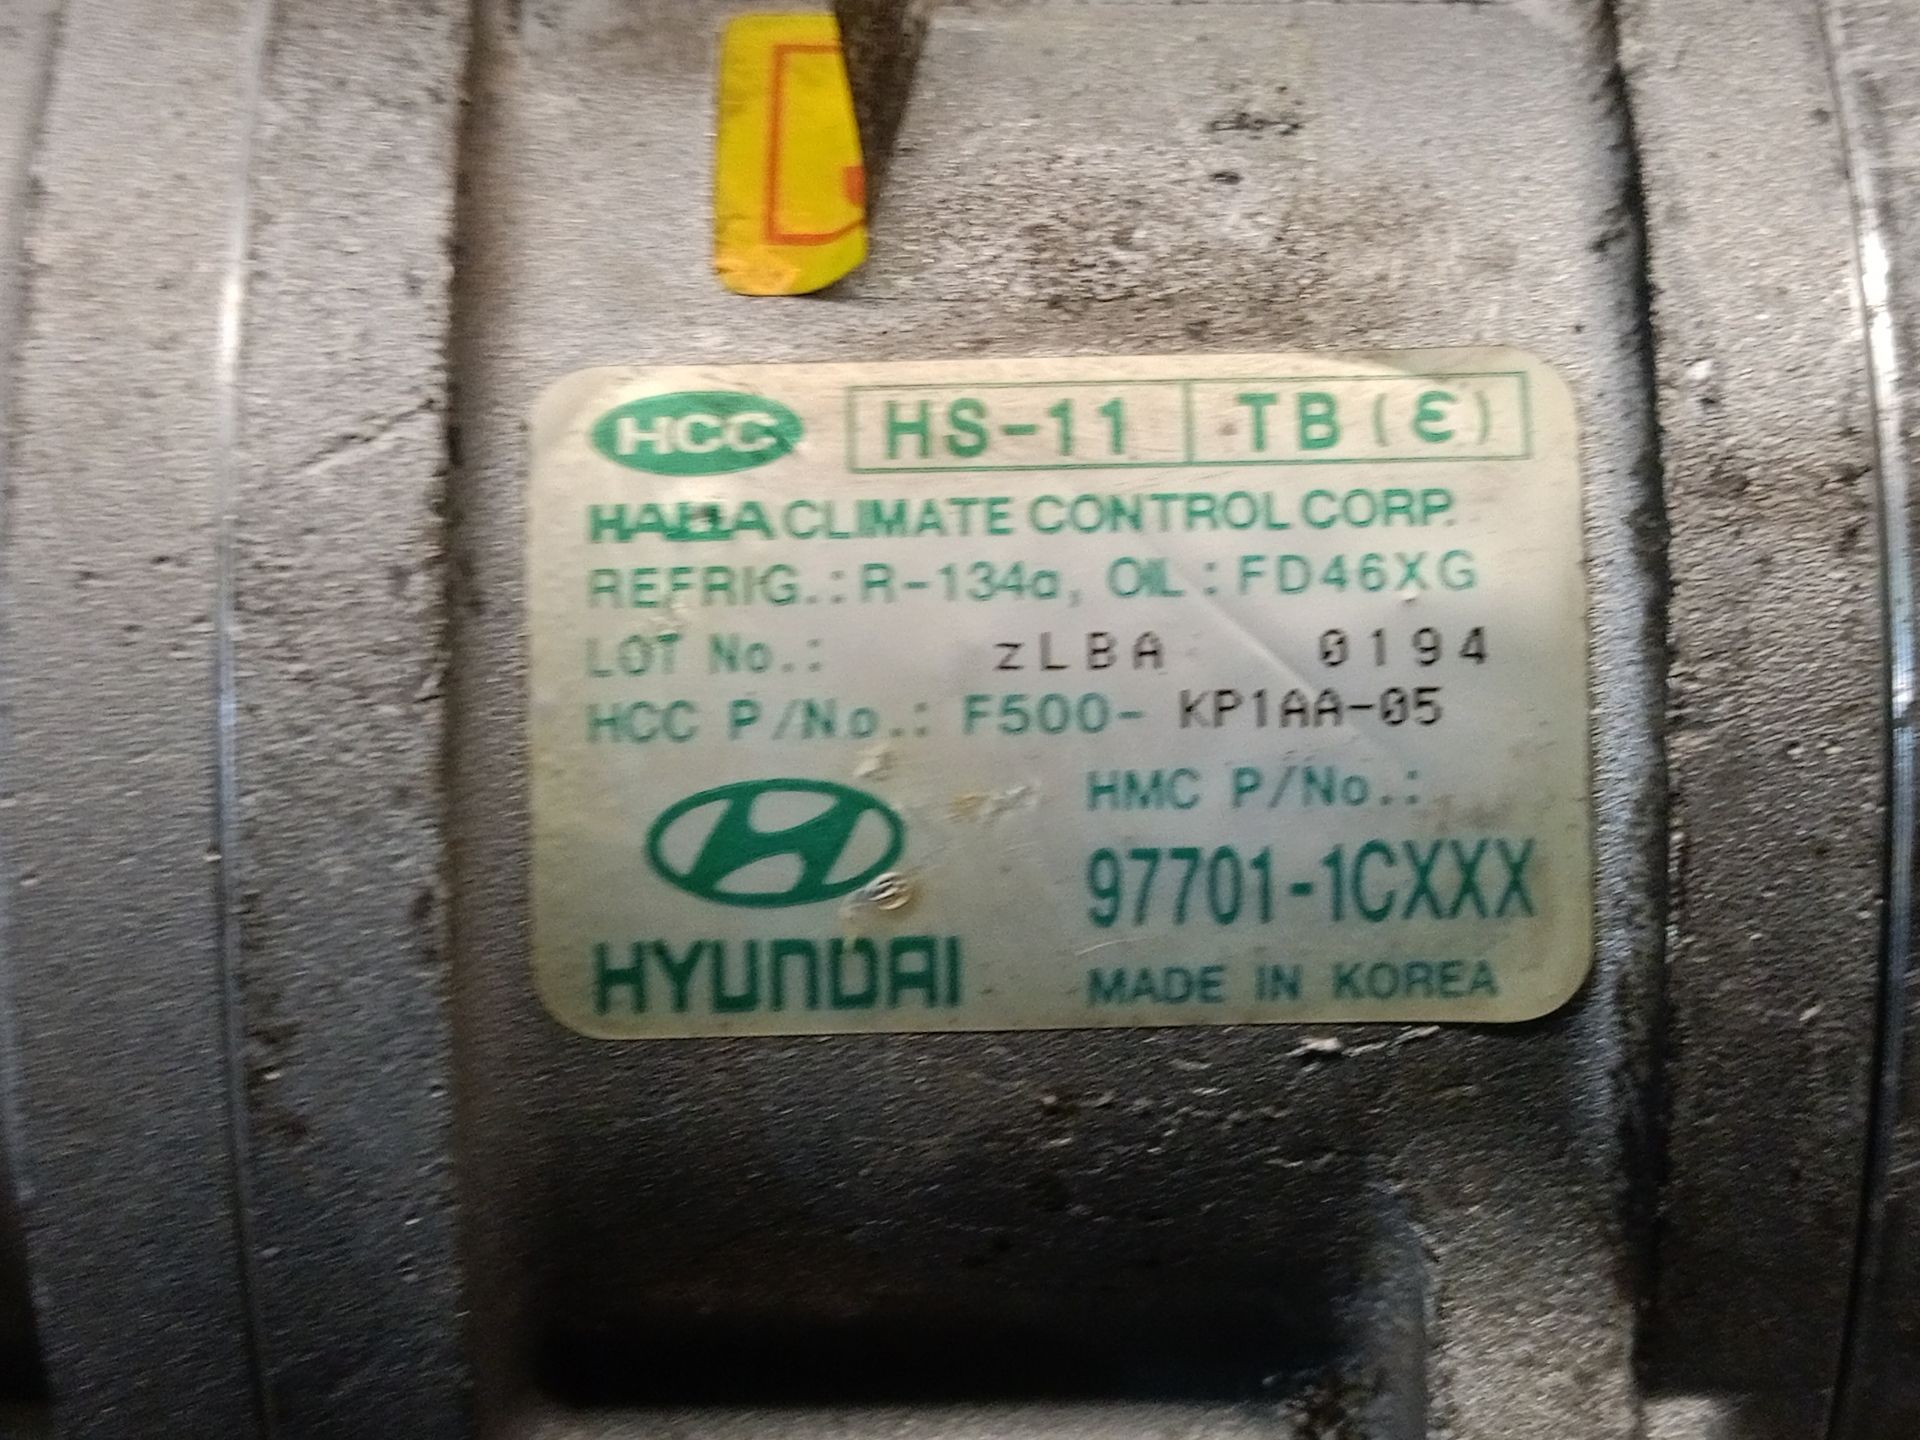 HCC HS-11 TB (ε)
HALLA CLIMATE CONTROL CORP.
REFRIG.: R-134a, OIL: FD46XG
LOT No.: zLBA 0194
HCC P/No.: F500- KP1AA-05
HMC P/No.:
97701-1CXXX
HYUNDAI
MADE IN KOREA